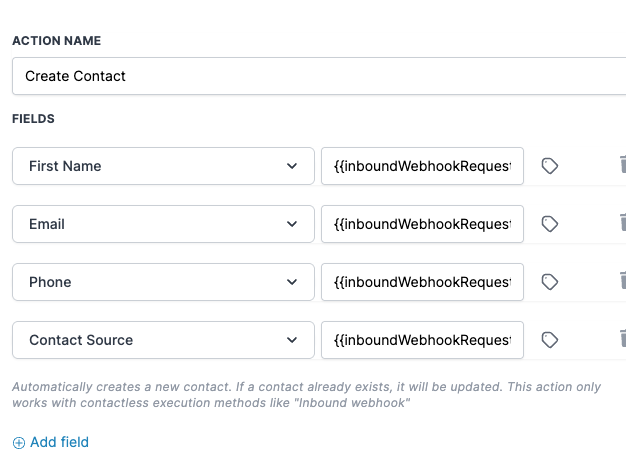 ACTION NAME
Create Contact
FIELDS
First Name {{inboundWebhookRequest
Email {{inboundWebhookRequest
Phone {{inboundWebhookRequest
Contact Source {{inboundWebhookRequest
Automatically creates a new contact. If a contact already exists, it will be updated. This action only
works with contactless execution methods like "Inbound webhook"
Add field